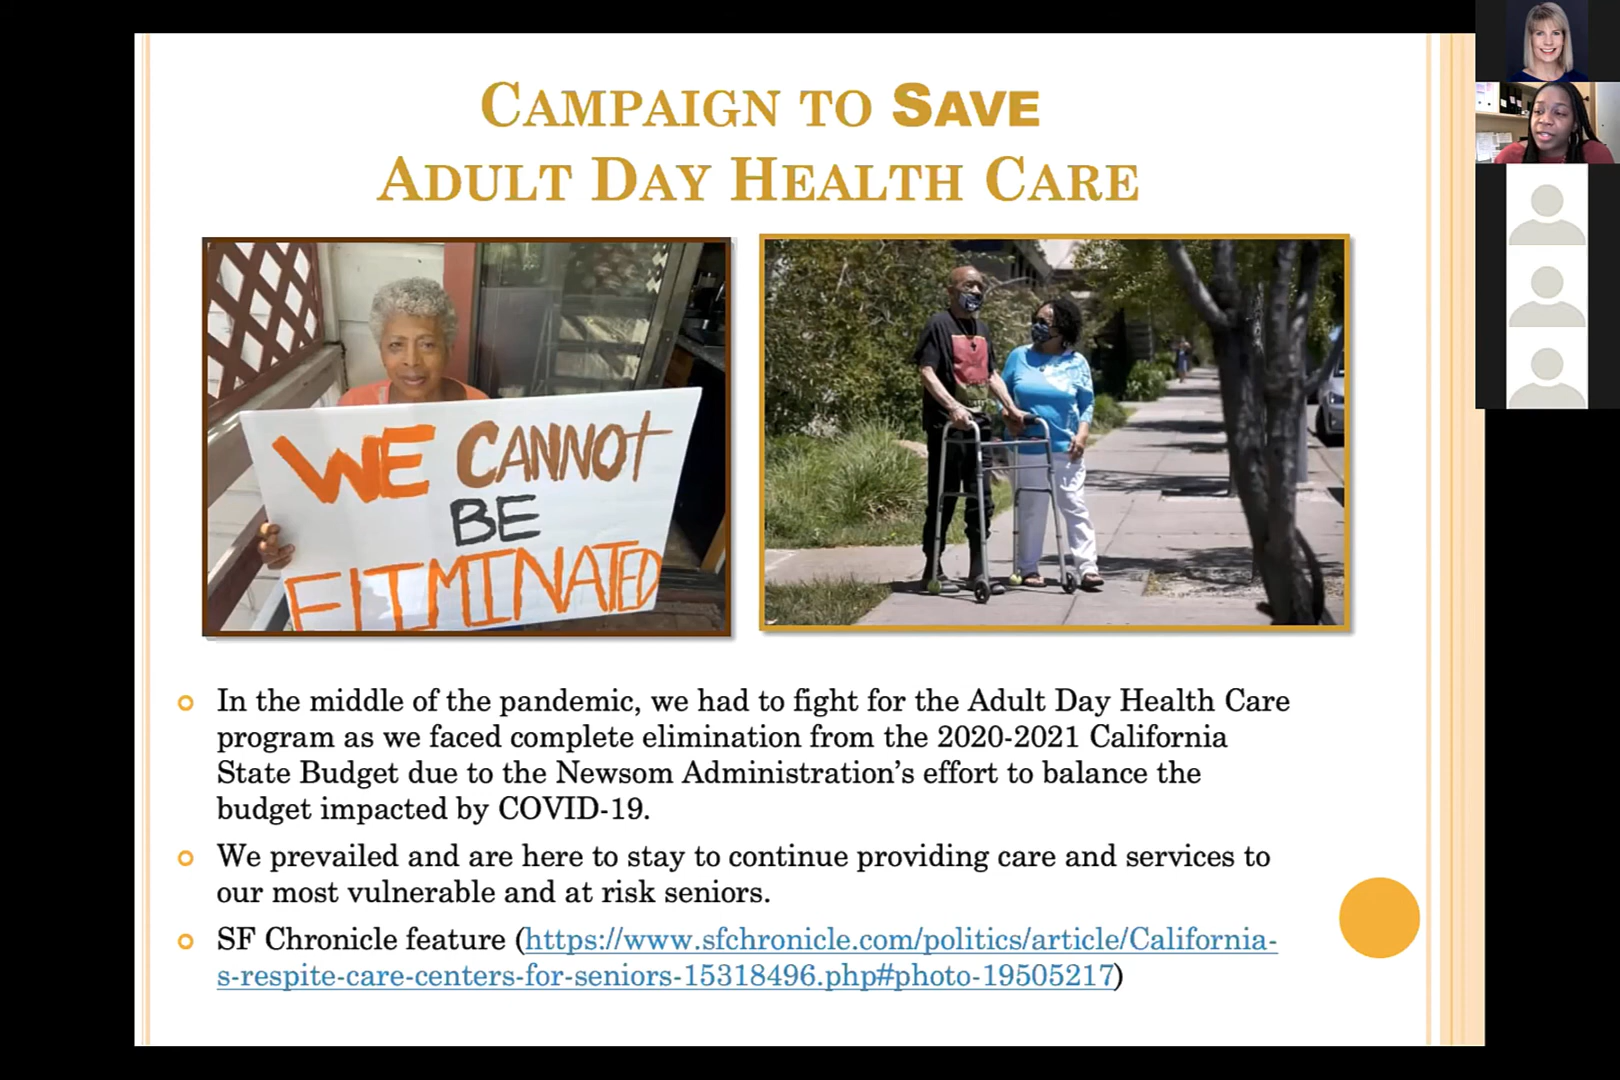 CAMPAIGN TO SAVE
ADULT DAY HEALTH CARE
WE CANNOT
BE
ELIMINATED
In the middle of the pandemic, we had to fight for the Adult Day Health Care
program as we faced complete elimination from the 2020-2021 California
State Budget due to the Newsom Administration’s effort to balance the
budget impacted by COVID-19.
We prevailed and are here to stay to continue providing care and services to
our most vulnerable and at risk seniors.
SF Chronicle feature (https://www.sfchronicle.com/politics/article/California-
s-respite-care-centers-for-seniors-15318496.php#photo-19505217)